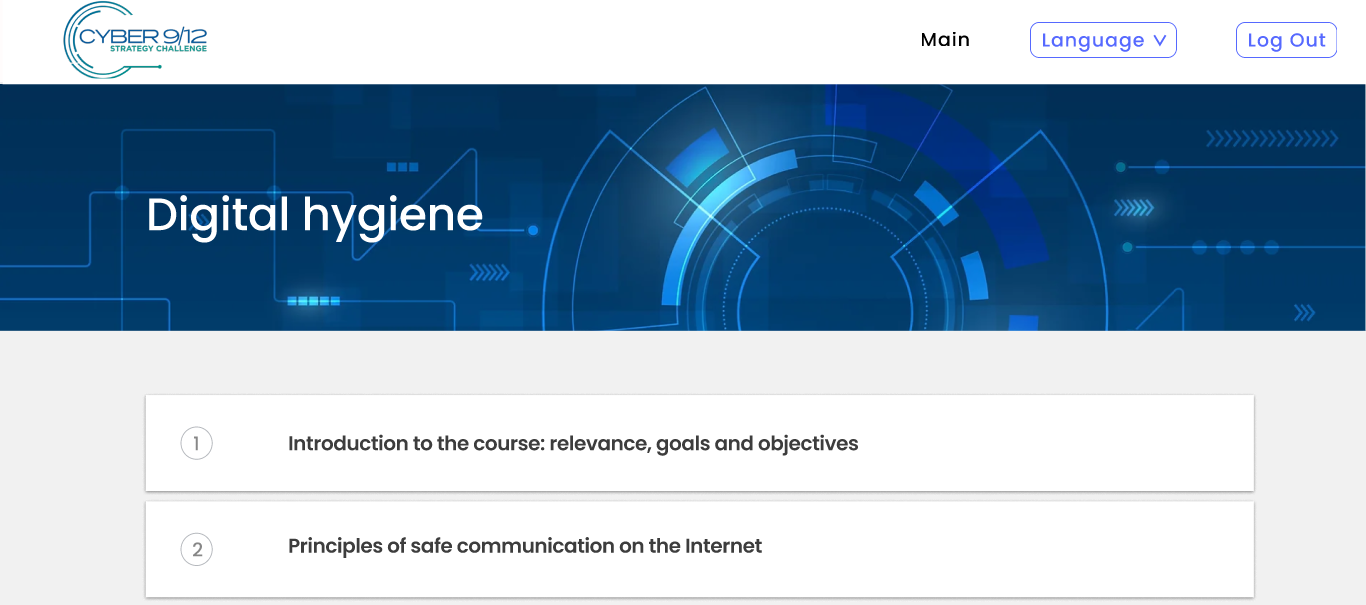 CYBER 9/12
STRATEGY CHALLENGE
Main
Language
Log Out
Digital hygiene
1
Introduction to the course: relevance, goals and objectives
2
Principles of safe communication on the Internet